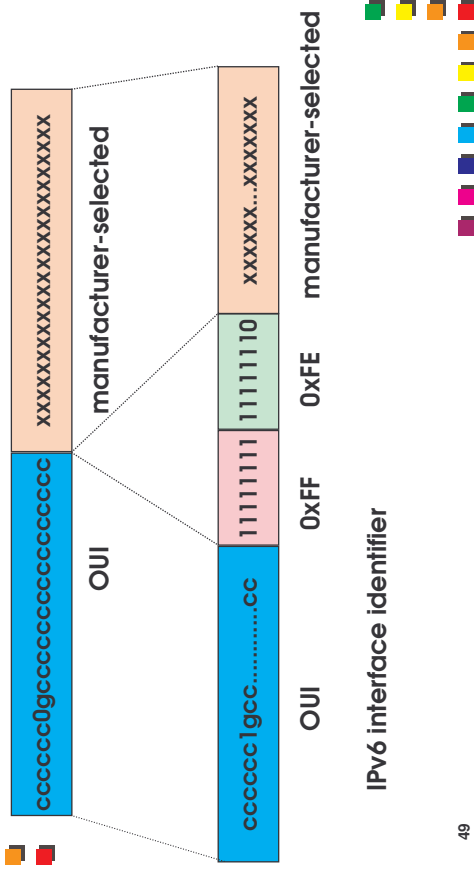 cccccc0gcccccccccccccccc xxxxxxxxxxxxxxxxxxxxxxxx
OUI manufacturer-selected
cccccc1gcc............cc 11111111 11111110 xxxxxx...xxxxxxx
OUI 0xFF 0xFE manufacturer-selected
IPv6 interface identifier
49